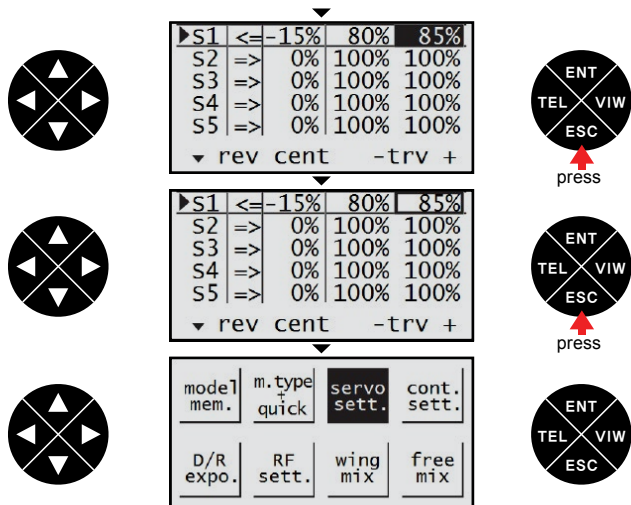 ▶S1 <= -15% 80% 85%
S2 => 0% 100% 100%
S3 => 0% 100% 100%
S4 => 0% 100% 100%
S5 => 0% 100% 100%
▼ rev cent -trv +
ENT
TEL VIW
ESC
press
▶S1 <= -15% 80% 85%
S2 => 0% 100% 100%
S3 => 0% 100% 100%
S4 => 0% 100% 100%
S5 => 0% 100% 100%
▼ rev cent -trv +
ENT
TEL VIW
ESC
press
model m.type servo cont.
mem. + quick sett. sett.
D/R RF wing free
expo. sett. mix mix
ENT
TEL VIW
ESC